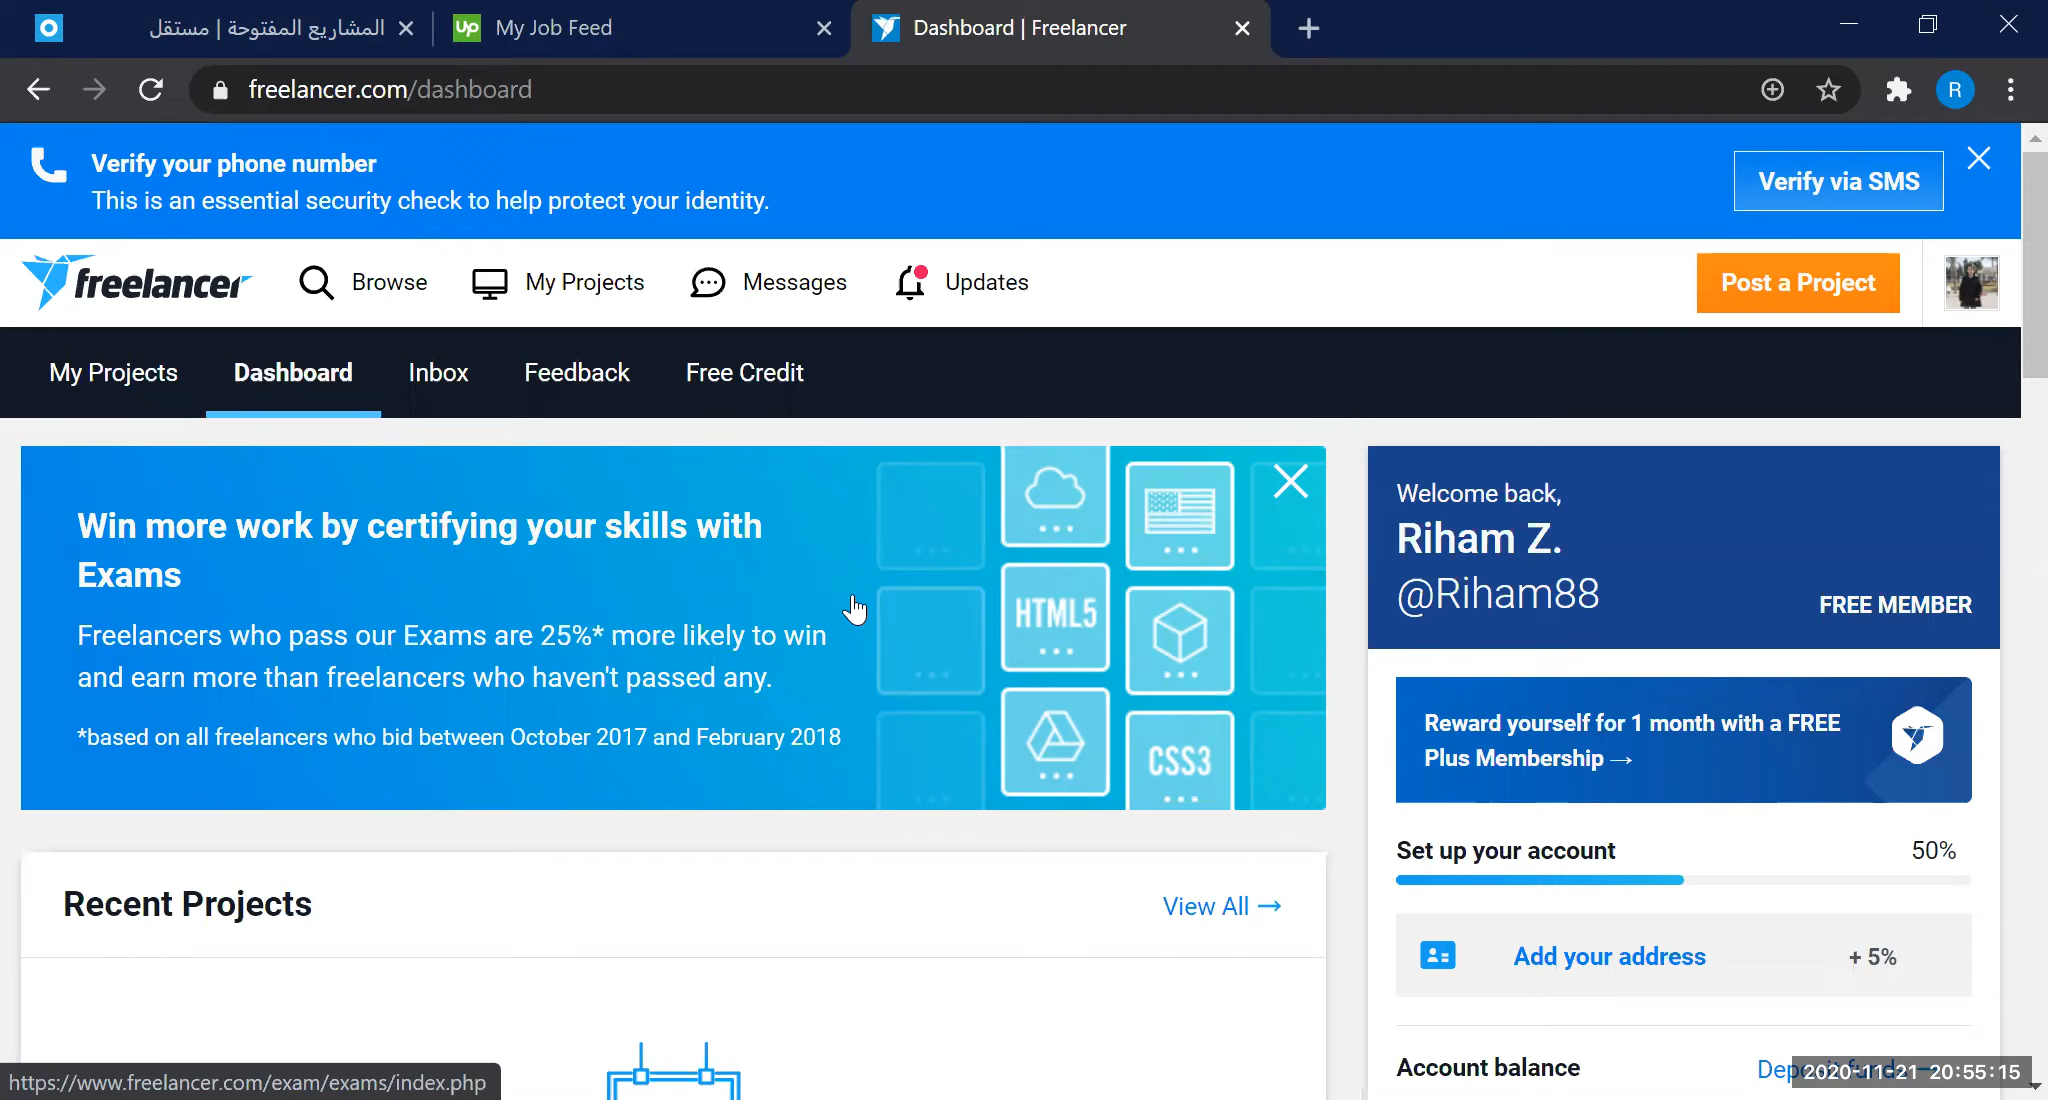 المشاريع المفتوحة | مستقل
Up My Job Feed
Dashboard | Freelancer
freelancer.com/dashboard
R
Verify your phone number
This is an essential security check to help protect your identity.
Verify via SMS
freelancer
Browse
My Projects
Messages
Updates
Post a Project
My Projects
Dashboard
Inbox
Feedback
Free Credit
Win more work by certifying your skills with
Exams
Freelancers who pass our Exams are 25%* more likely to win
and earn more than freelancers who haven't passed any.
*based on all freelancers who bid between October 2017 and February 2018
HTML5
CSS3
Welcome back,
Riham Z.
@Riham88
FREE MEMBER
Reward yourself for 1 month with a FREE
Plus Membership →
Set up your account
50%
Add your address
+ 5%
Recent Projects
View All →
Account balance
2020-11-21 20:55:15
https://www.freelancer.com/exam/exams/index.php